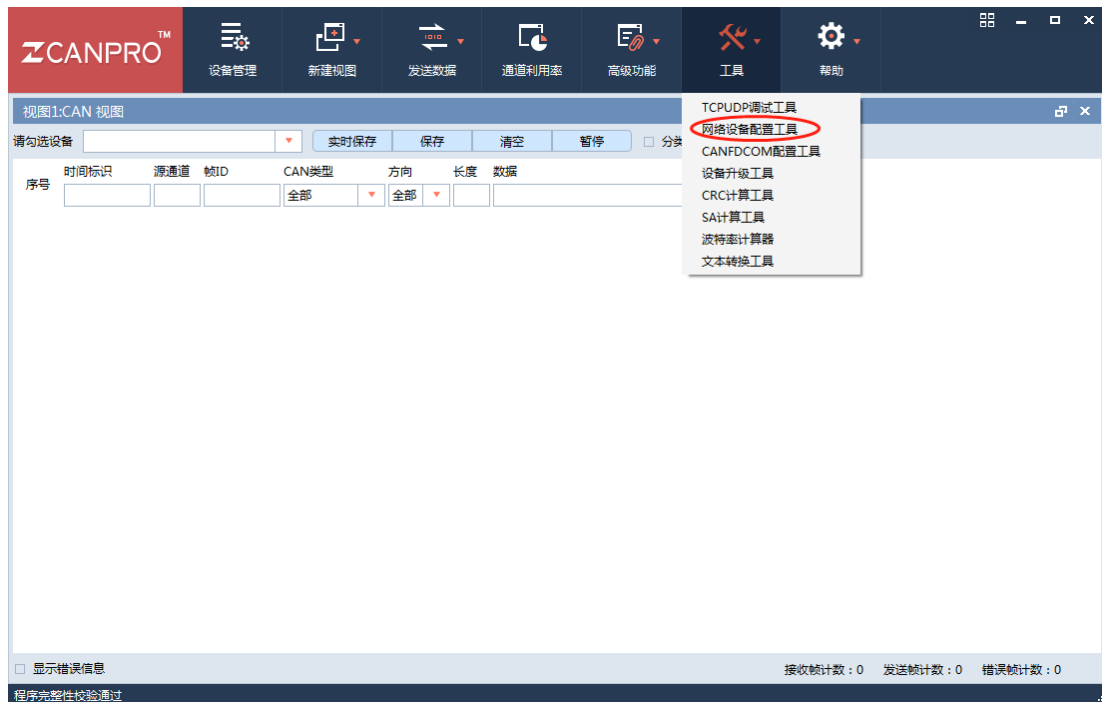 ZCANPRO™
设备管理
新建视图
发送数据
通道利用率
高级功能
工具
帮助
视图1:CAN 视图
请勾选设备
实时保存
保存
清空
暂停
分类
序号
时间标识
源通道
帧ID
CAN类型
方向
长度
数据
全部
全部
TCPUDP调试工具
网络设备配置工具
CANFDCOM配置工具
设备升级工具
CRC计算工具
SA计算工具
波特率计算器
文本转换工具
显示错误信息
接收帧计数：0
发送帧计数：0
错误帧计数：0
程序完整性校验通过